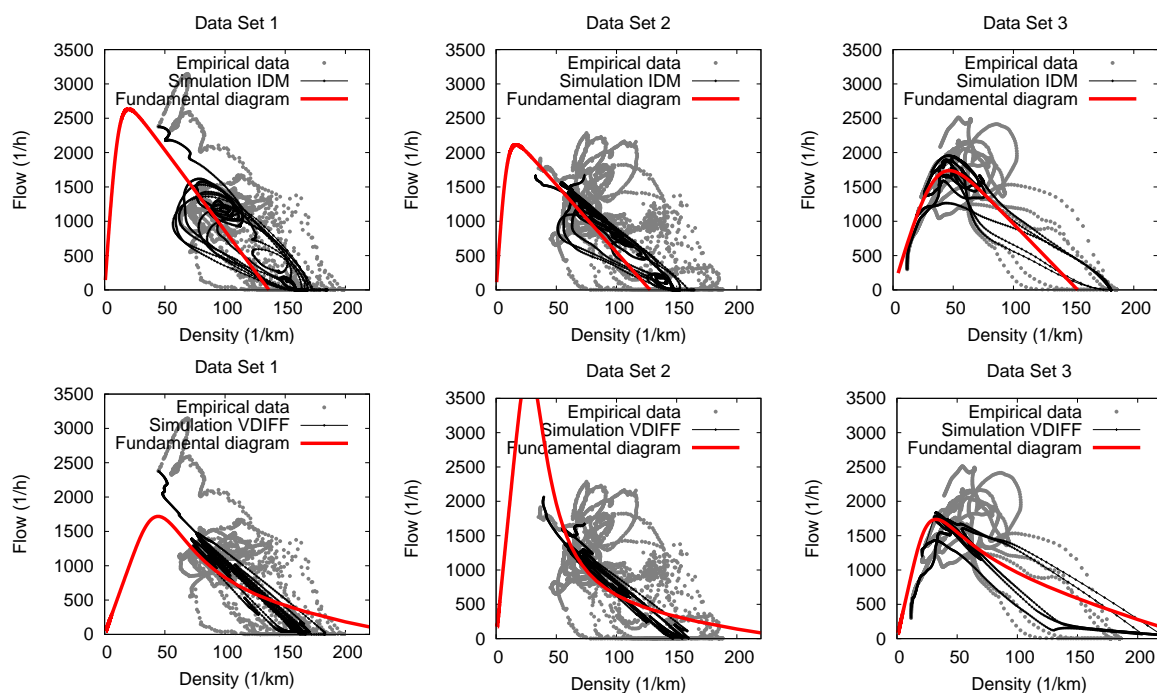 Data Set 1
3500
3000
2500
2000
1500
1000
500
0
0 50 100 150 200
Flow (1/h)
Density (1/km)
Empirical data
Simulation IDM
Fundamental diagram
Data Set 2
3500
3000
2500
2000
1500
1000
500
0
0 50 100 150 200
Flow (1/h)
Density (1/km)
Empirical data
Simulation IDM
Fundamental diagram
Data Set 3
3500
3000
2500
2000
1500
1000
500
0
0 50 100 150 200
Flow (1/h)
Density (1/km)
Empirical data
Simulation IDM
Fundamental diagram
Data Set 1
3500
3000
2500
2000
1500
1000
500
0
0 50 100 150 200
Flow (1/h)
Density (1/km)
Empirical data
Simulation VDIFF
Fundamental diagram
Data Set 2
3500
3000
2500
2000
1500
1000
500
0
0 50 100 150 200
Flow (1/h)
Density (1/km)
Empirical data
Simulation VDIFF
Fundamental diagram
Data Set 3
3500
3000
2500
2000
1500
1000
500
0
0 50 100 150 200
Flow (1/h)
Density (1/km)
Empirical data
Simulation VDIFF
Fundamental diagram